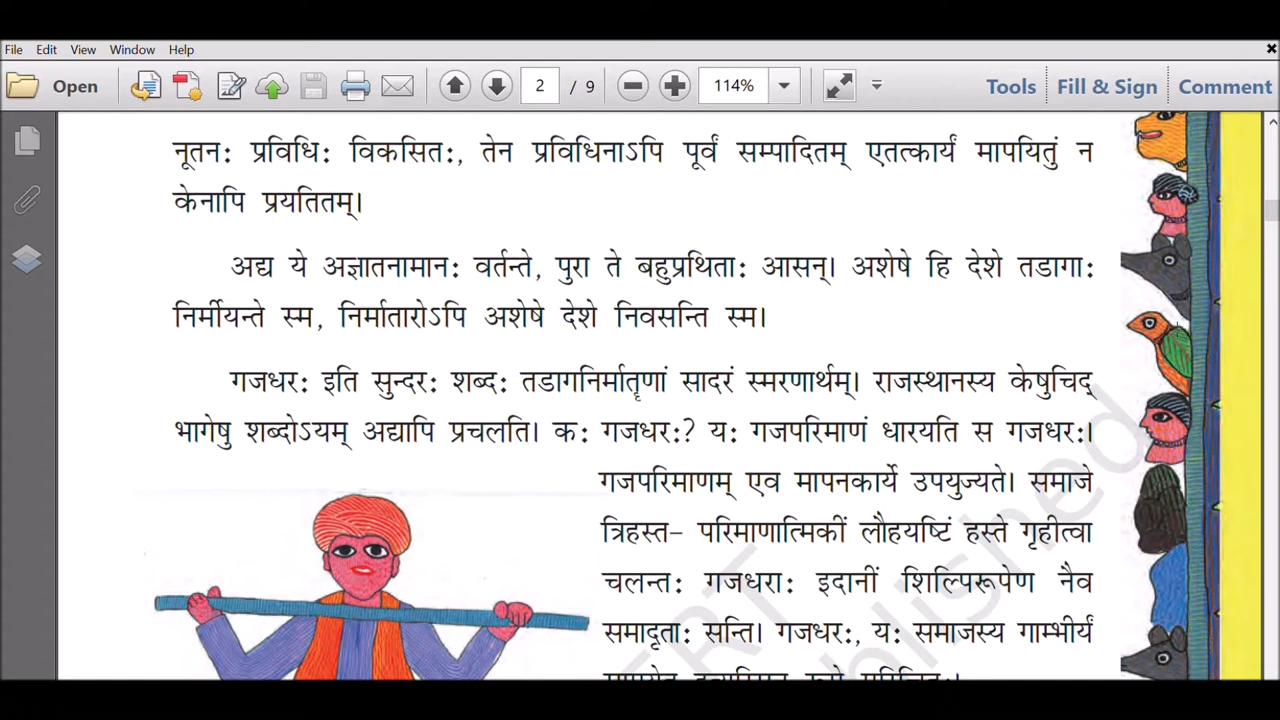 File Edit View Window Help
Open 2 / 9 114% Tools Fill & Sign Comment
नूतनः प्रविधिः विकसितः, तेन प्रविधिनाऽपि पूर्वं सम्पादितम् एतत्कार्यं मापयितुं न
केनापि प्रयतितम्।
अद्य ये अज्ञातनामानः वर्तन्ते, पुरा ते बहुप्रथिताः आसन्। अशेषे हि देशे तडागाः
निर्मीयन्ते स्म, निर्मातारोऽपि अशेषे देशे निवसन्ति स्म।
गजधरः इति सुन्दरः शब्दः तडागनिर्मातॄणां सादरं स्मरणार्थम्। राजस्थानस्य केषुचिद्
भागेषु शब्दोऽयम् अद्यापि प्रचलति। कः गजधरः? यः गजपरिमाणं धारयति स गजधरः।
गजपरिमाणम् एव मापनकार्ये उपयुज्यते। समाजे
त्रिहस्त- परिमाणात्मिकीं लौहयष्टिं हस्ते गृहीत्वा
चलन्तः गजधराः इदानीं शिल्पिरूपेण नैव
समादृताः सन्ति। गजधरः, यः समाजस्य गाम्भीर्यं